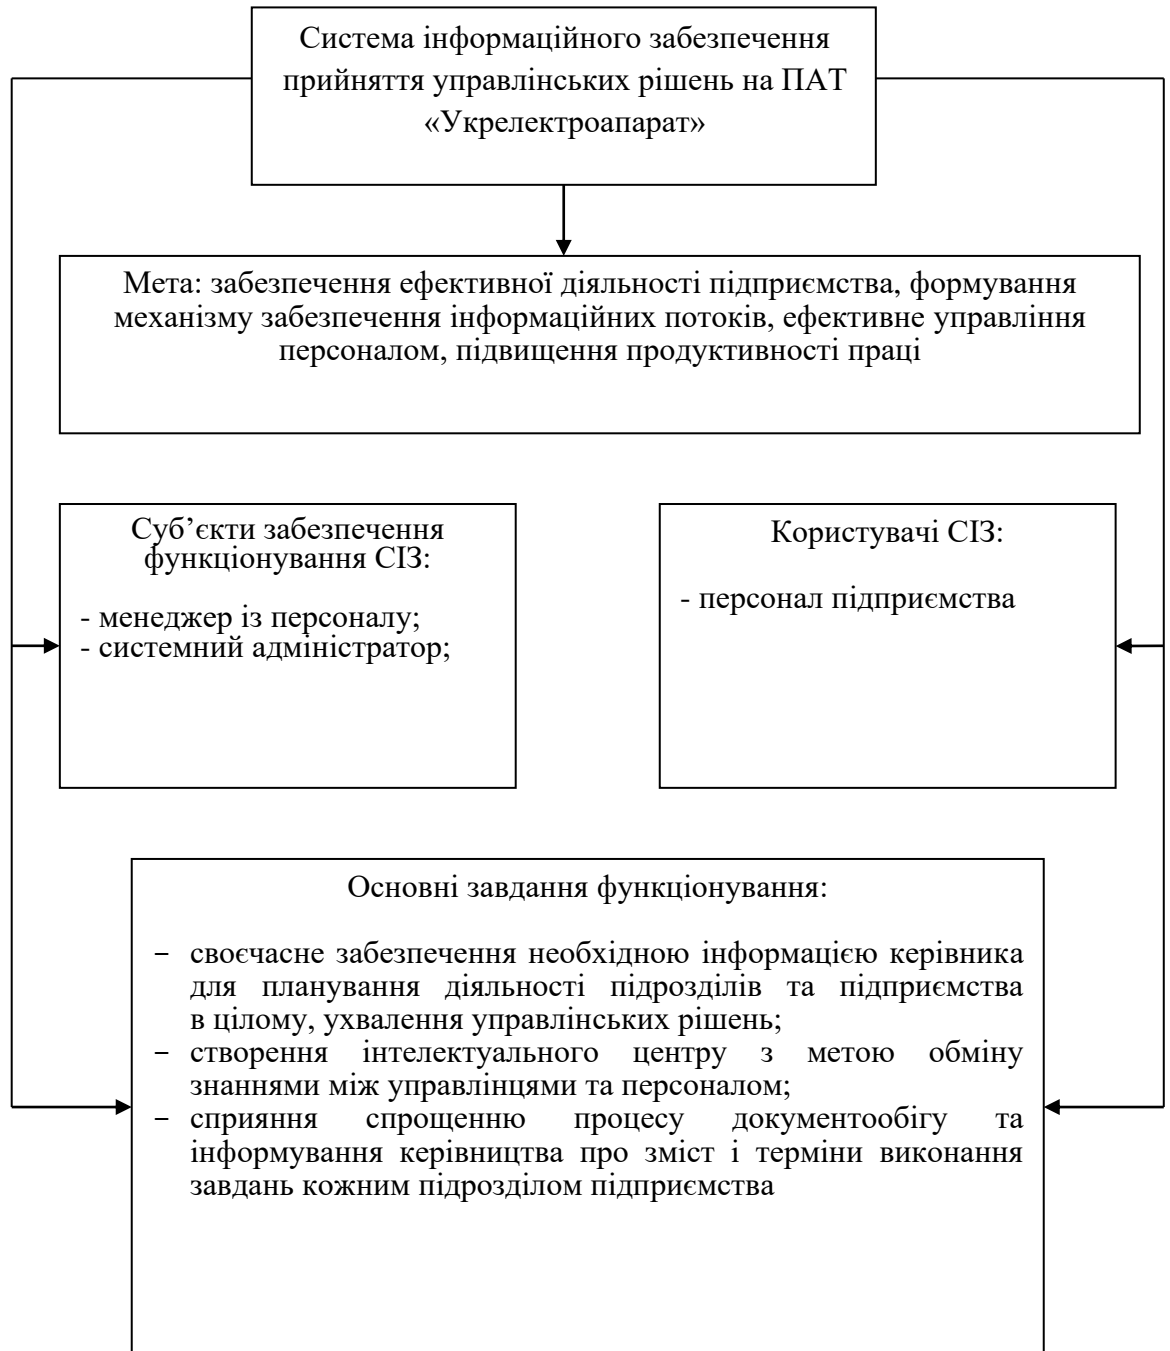 Система інформаційного забезпечення
прийняття управлінських рішень на ПАТ
«Укрелектроапарат»
Мета: забезпечення ефективної діяльності підприємства, формування
механізму забезпечення інформаційних потоків, ефективне управління
персоналом, підвищення продуктивності праці
Суб’єкти забезпечення
функціонування СІЗ:
- менеджер із персоналу;
- системний адміністратор;
Користувачі СІЗ:
- персонал підприємства
Основні завдання функціонування:
− своєчасне забезпечення необхідною інформацією керівника
для планування діяльності підрозділів та підприємства
в цілому, ухвалення управлінських рішень;
− створення інтелектуального центру з метою обміну
знаннями між управлінцями та персоналом;
− сприяння спрощенню процесу документообігу та
інформування керівництва про зміст і терміни виконання
завдань кожним підрозділом підприємства